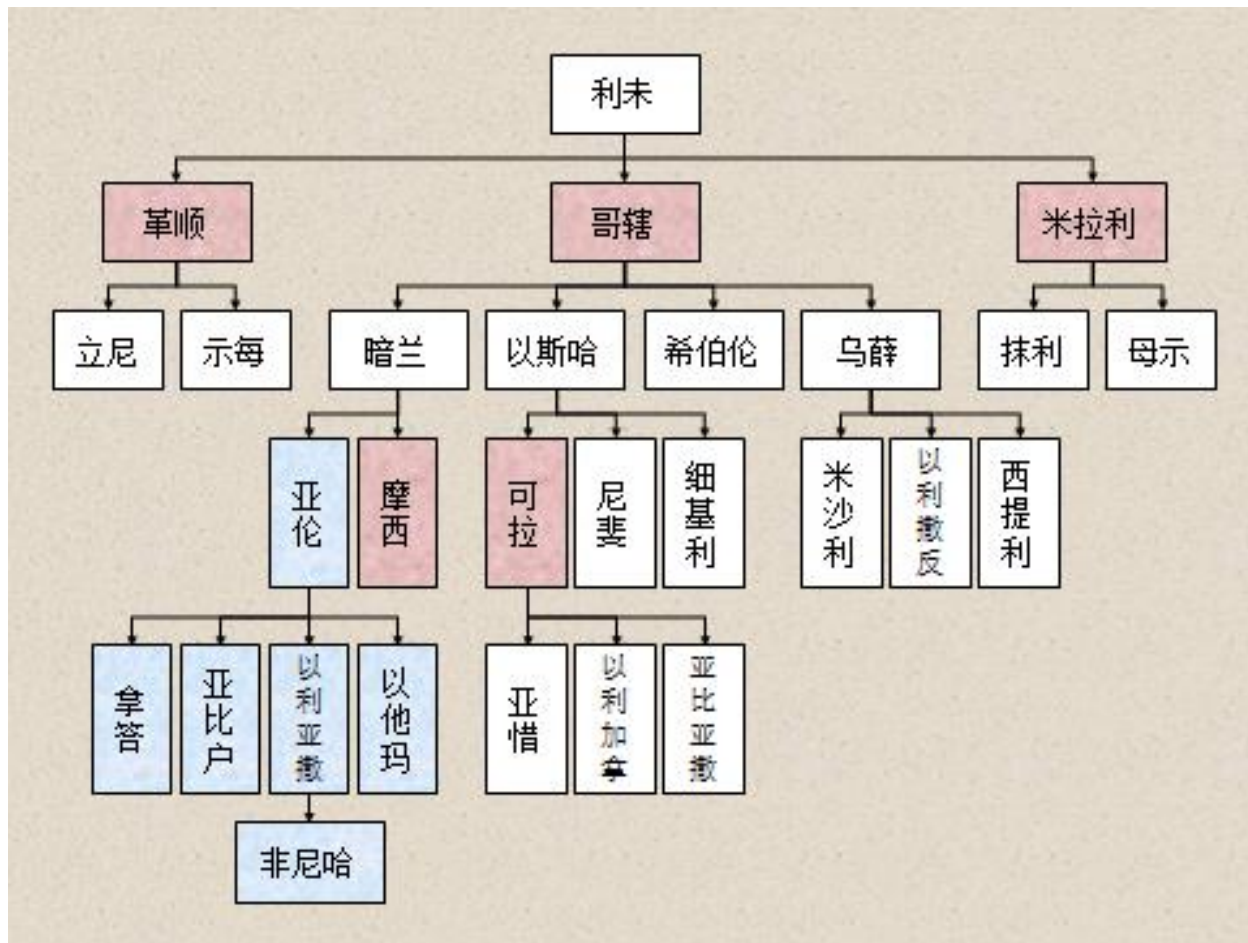 利未
革顺
哥辖
米拉利
立尼
示每
暗兰
以斯哈
希伯伦
乌薛
抹利
母示
亚伦
摩西
可拉
尼斐
细基利
米沙利
以利撒反
西提利
拿答
亚比户
以利亚撒
以他玛
亚惜
以利加拿
亚比亚撒
非尼哈